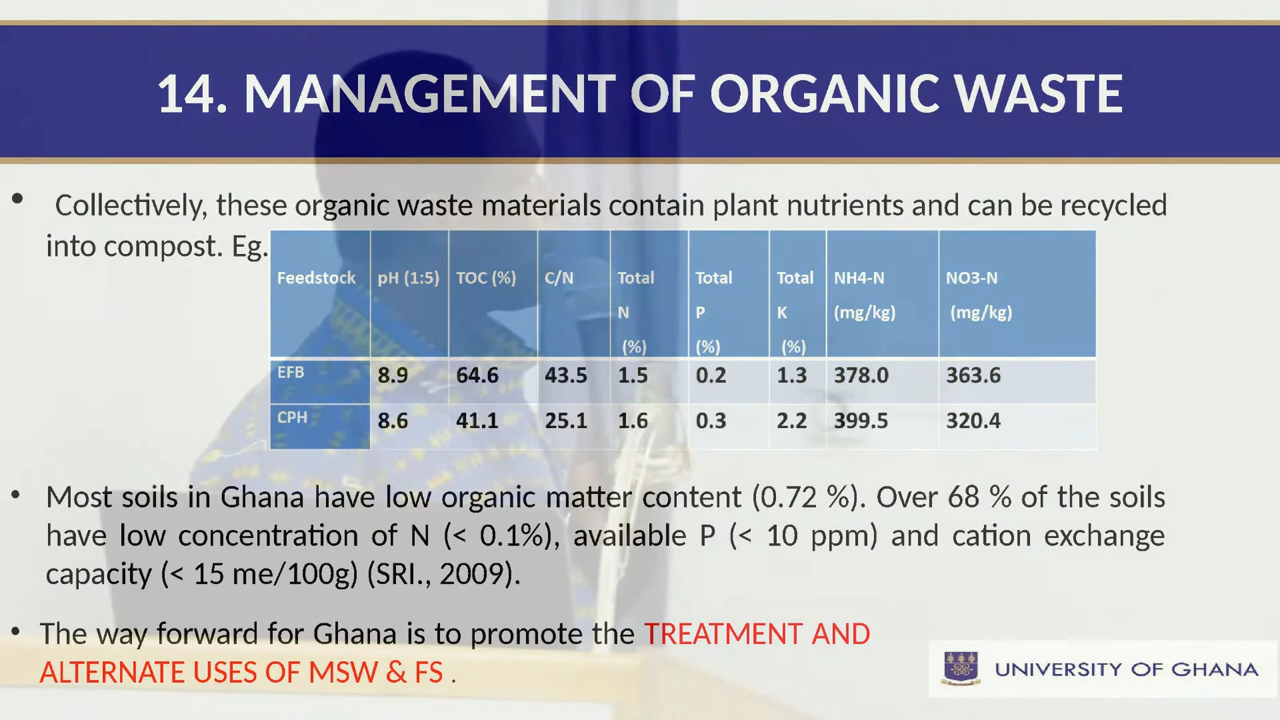 14. MANAGEMENT OF ORGANIC WASTE
• Collectively, these organic waste materials contain plant nutrients and can be recycled
into compost. Eg.
Feedstock pH (1:5) TOC (%) C/N Total N (%) Total P (%) Total K (%) NH4-N (mg/kg) NO3-N (mg/kg)
EFB 8.9 64.6 43.5 1.5 0.2 1.3 378.0 363.6
CPH 8.6 41.1 25.1 1.6 0.3 2.2 399.5 320.4
• Most soils in Ghana have low organic matter content (0.72 %). Over 68 % of the soils
have low concentration of N (< 0.1%), available P (< 10 ppm) and cation exchange
capacity (< 15 me/100g) (SRI., 2009).
• The way forward for Ghana is to promote the TREATMENT AND
ALTERNATE USES OF MSW & FS .
UNIVERSITY OF GHANA